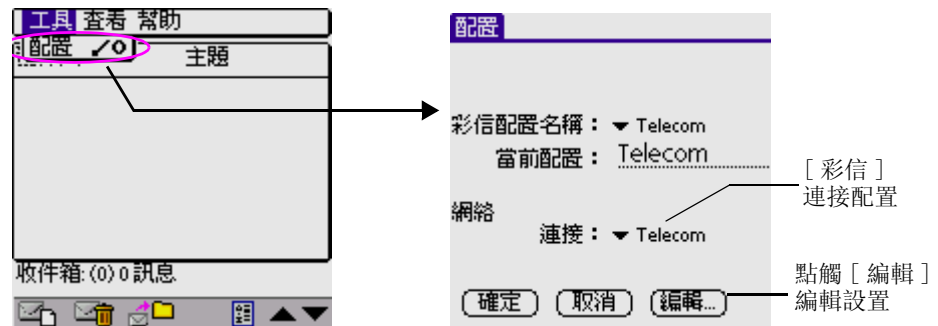 工具 查看 幫助
配置 ✓O
主題
收件箱: (0) 0 訊息
配置
彩信配置名稱： ▼ Telecom
當前配置： Telecom
網絡
連接： ▼ Telecom
確定 取消 編輯...
［彩信］
連接配置
點觸［編輯］
編輯設置